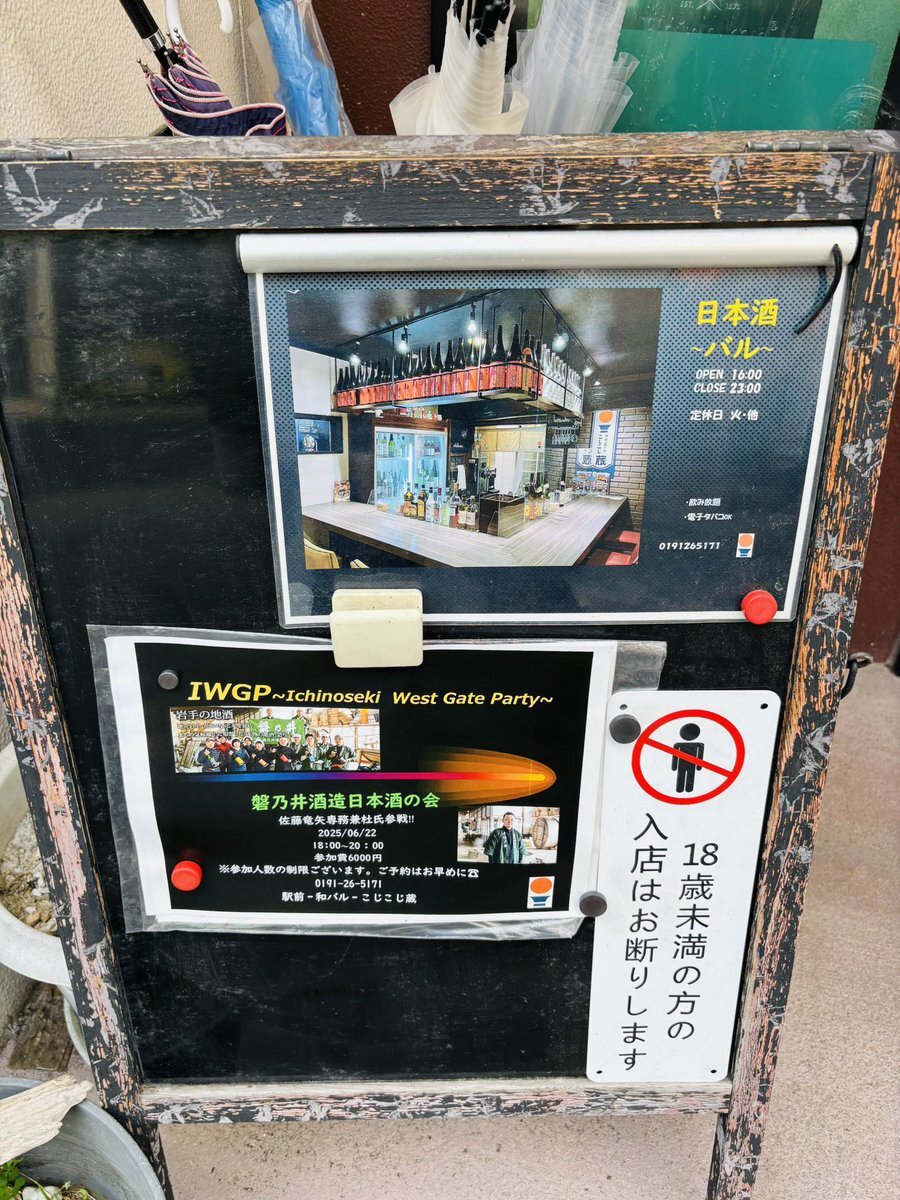 日本酒
~バル~
OPEN 16:00
CLOSE 23:00
定休日 火・他
・飲み放題
・電子タバコOK
0191265171
蔵
IWGP~Ichinoseki West Gate Party~
岩手の地酒
磐乃井酒造日本酒の会
佐藤竜矢専務兼杜氏参戦!!
2025/06/22
18:00~20:00
参加費6000円
※参加人数の制限ございます。ご予約はお早めに☎
0191-26-5171
駅前-和バル-こじこじ蔵
18歳未満の方の
入店はお断りします